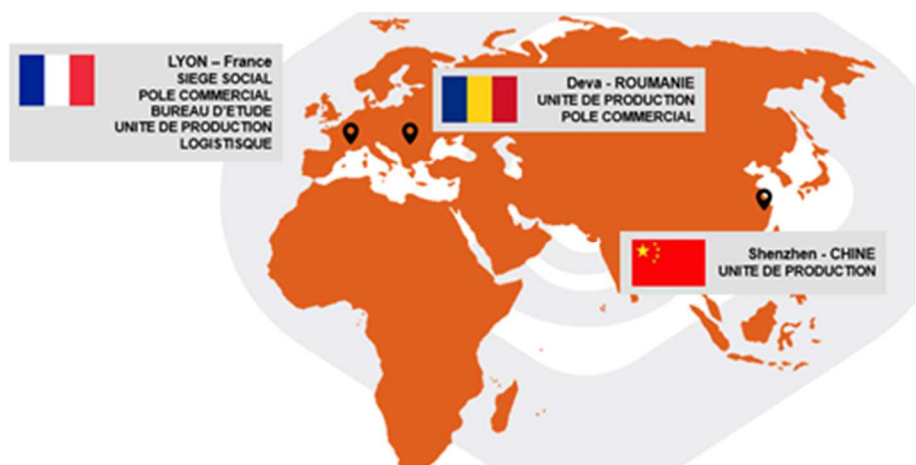 LYON – France
SIEGE SOCIAL
POLE COMMERCIAL
BUREAU D'ETUDE
UNITE DE PRODUCTION
LOGISTISQUE
Deva - ROUMANIE
UNITE DE PRODUCTION
POLE COMMERCIAL
Shenzhen - CHINE
UNITE DE PRODUCTION